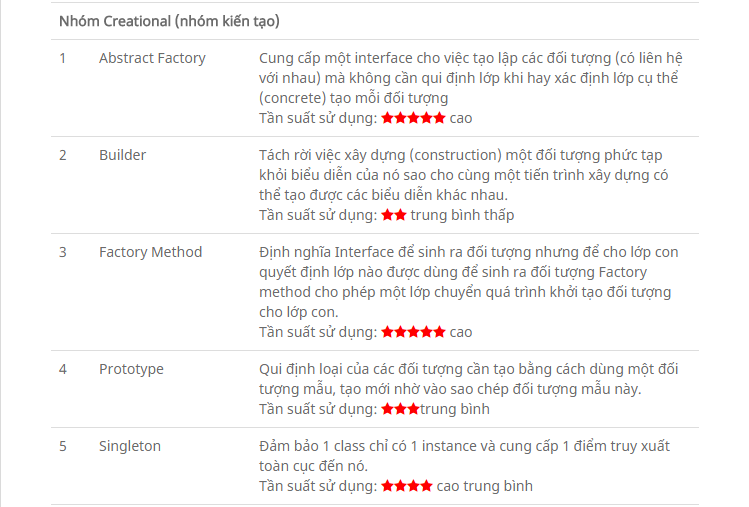 Nhóm Creational (nhóm kiến tạo)
1 Abstract Factory Cung cấp một interface cho việc tạo lập các đối tượng (có liên hệ
với nhau) mà không cần qui định lớp khi hay xác định lớp cụ thể
(concrete) tạo mỗi đối tượng
Tần suất sử dụng: ★★★★★ cao
2 Builder Tách rời việc xây dựng (construction) một đối tượng phức tạp
khỏi biểu diễn của nó sao cho cùng một tiến trình xây dựng có
thể tạo được các biểu diễn khác nhau.
Tần suất sử dụng: ★★ trung bình thấp
3 Factory Method Định nghĩa Interface để sinh ra đối tượng nhưng để cho lớp con
quyết định lớp nào được dùng để sinh ra đối tượng Factory
method cho phép một lớp chuyển quá trình khởi tạo đối tượng
cho lớp con.
Tần suất sử dụng: ★★★★★ cao
4 Prototype Qui định loại của các đối tượng cần tạo bằng cách dùng một đối
tượng mẫu, tạo mới nhờ vào sao chép đối tượng mẫu này.
Tần suất sử dụng: ★★★trung bình
5 Singleton Đảm bảo 1 class chỉ có 1 instance và cung cấp 1 điểm truy xuất
toàn cục đến nó.
Tần suất sử dụng: ★★★★ cao trung bình